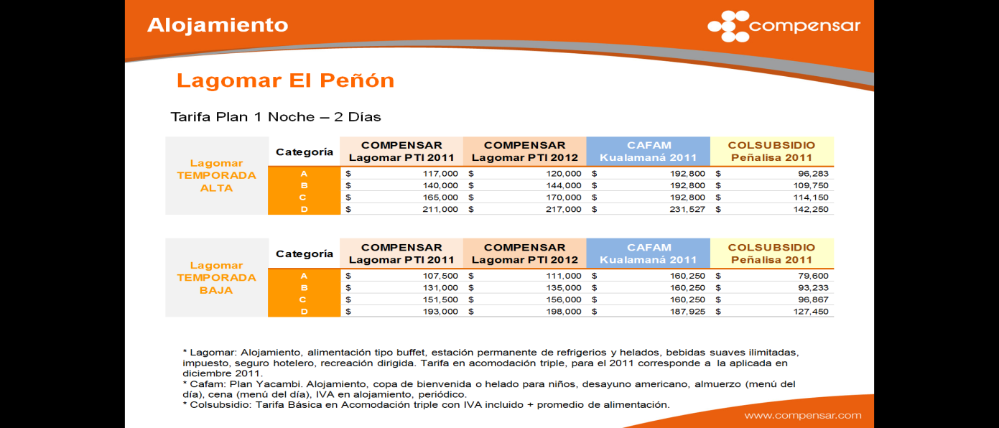 Alojamiento
compensar
Lagomar El Peñón
Tarifa Plan 1 Noche – 2 Días
Lagomar TEMPORADA ALTA
Categoría COMPENSAR Lagomar PTI 2011 COMPENSAR Lagomar PTI 2012 CAFAM Kualamaná 2011 COLSUBSIDIO Peñalisa 2011
A $ 117,000 $ 120,000 $ 192,800 $ 96,283
B $ 140,000 $ 144,000 $ 192,800 $ 109,750
C $ 165,000 $ 170,000 $ 192,800 $ 114,150
D $ 211,000 $ 217,000 $ 231,527 $ 142,250
Lagomar TEMPORADA BAJA
Categoría COMPENSAR Lagomar PTI 2011 COMPENSAR Lagomar PTI 2012 CAFAM Kualamaná 2011 COLSUBSIDIO Peñalisa 2011
A $ 107,500 $ 111,000 $ 160,250 $ 79,600
B $ 131,000 $ 135,000 $ 160,250 $ 93,233
C $ 151,500 $ 156,000 $ 160,250 $ 96,867
D $ 193,000 $ 198,000 $ 187,925 $ 127,450
* Lagomar: Alojamiento, alimentación tipo buffet, estación permanente de refrigerios y helados, bebidas suaves ilimitadas,
impuesto, seguro hotelero, recreación dirigida. Tarifa en acomodación triple, para el 2011 corresponde a la aplicada en
diciembre 2011.
* Cafam: Plan Yacambi. Alojamiento, copa de bienvenida o helado para niños, desayuno americano, almuerzo (menú del
día), cena (menú del día), IVA en alojamiento, periódico.
* Colsubsidio: Tarifa Básica en Acomodación triple con IVA incluido + promedio de alimentación.
www.compensar.com